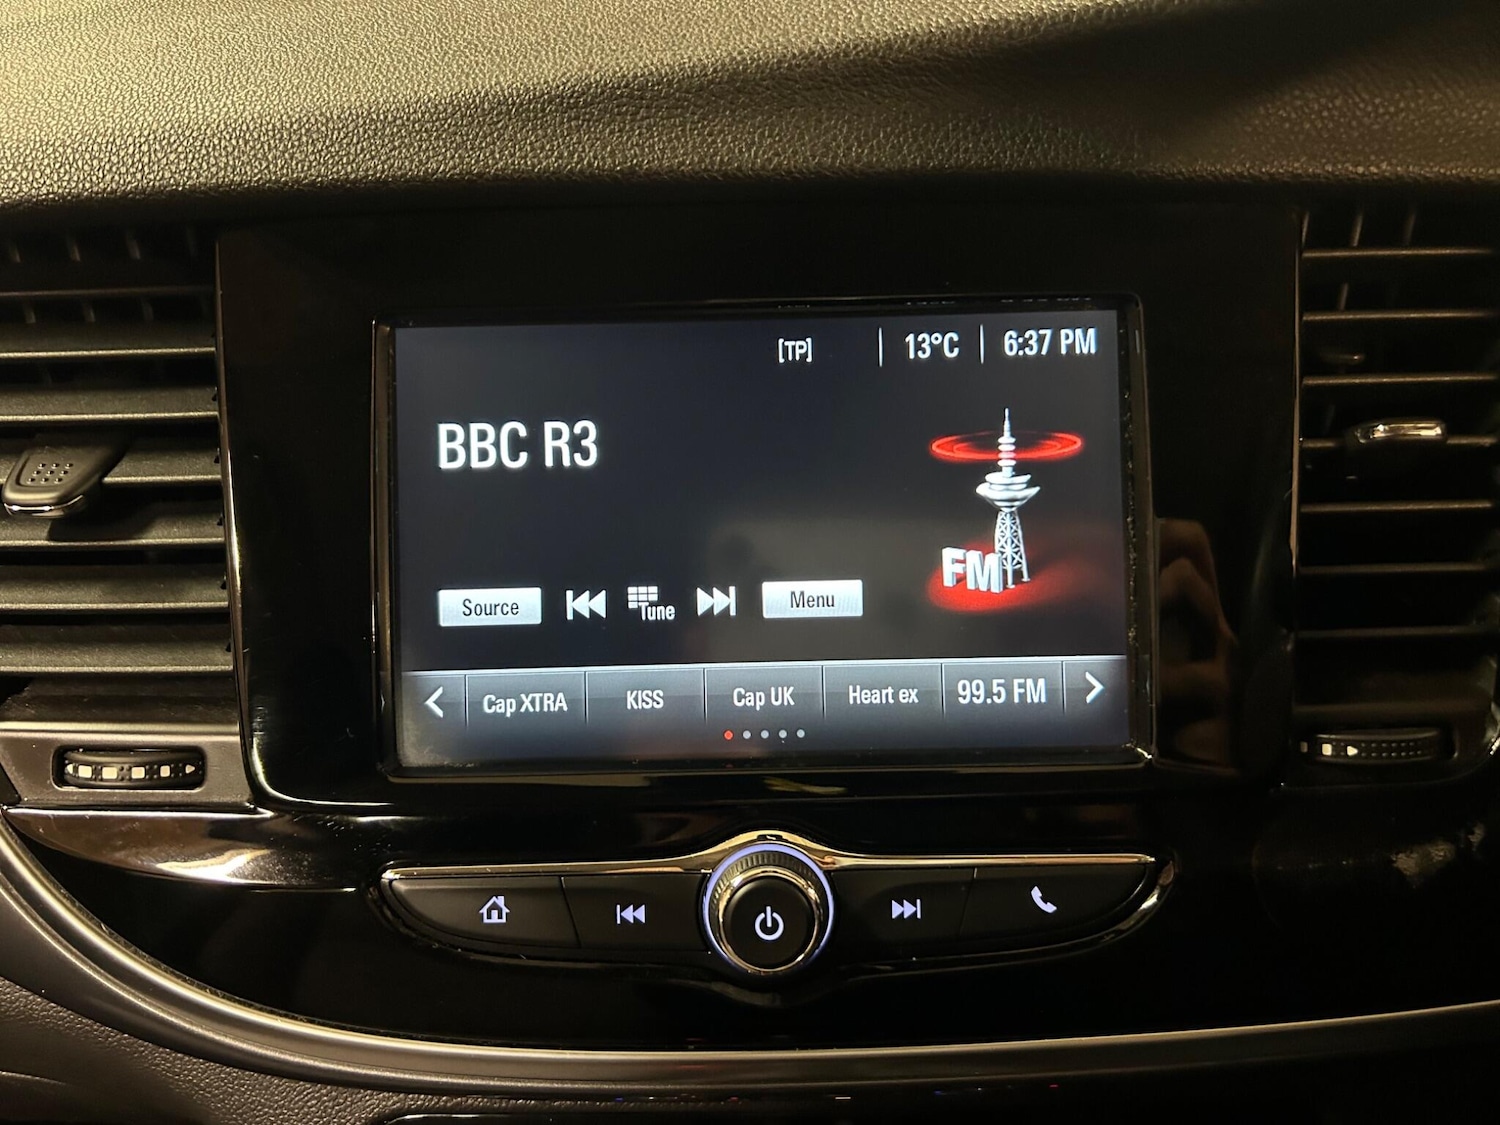 [TP] 13°C 6:37 PM
BBC R3
FM
Source Tune Menu
Cap XTRA KISS Cap UK Heart ex 99.5 FM